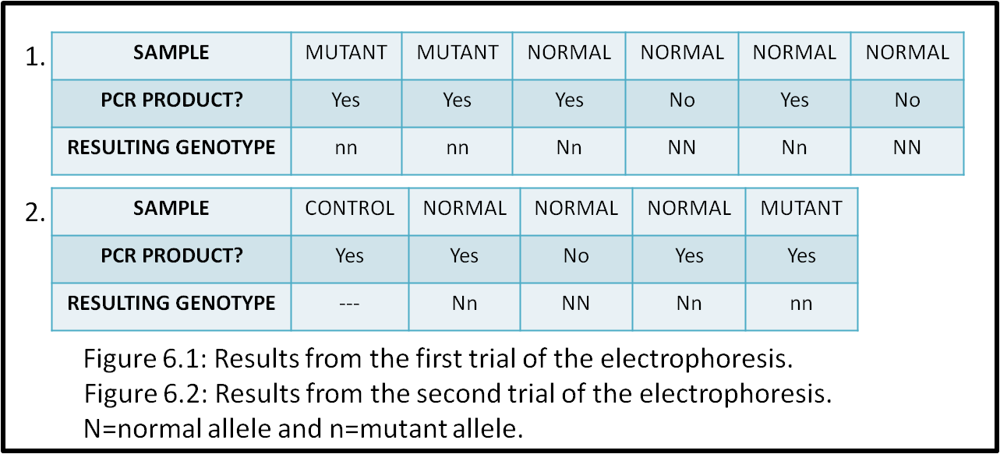 1.
SAMPLE MUTANT MUTANT NORMAL NORMAL NORMAL NORMAL
PCR PRODUCT? Yes Yes Yes No Yes No
RESULTING GENOTYPE nn nn Nn NN Nn NN
2.
SAMPLE CONTROL NORMAL NORMAL NORMAL MUTANT
PCR PRODUCT? Yes Yes No Yes Yes
RESULTING GENOTYPE --- Nn NN Nn nn
Figure 6.1: Results from the first trial of the electrophoresis.
Figure 6.2: Results from the second trial of the electrophoresis.
N=normal allele and n=mutant allele.